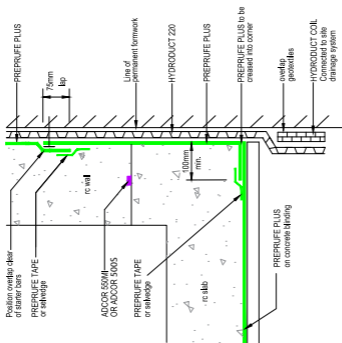 PREPRUFE PLUS
75mm
lap
Line of
permanent formwork
HYDRODUCT 220
PREPRUFE PLUS
PREPRUFE PLUS to be
creased into corner
overlap
geotextiles
HYDRODUCT COIL
Connected to site
drainage system
Position overlap clear
of starter bars
PREPRUFE TAPE
or selvedge
rc wall
ADCOR 550MI
OR ADCOR 500S
PREPRUFE TAPE
or selvedge
100mm
min.
rc slab
PREPRUFE PLUS
on concrete blinding